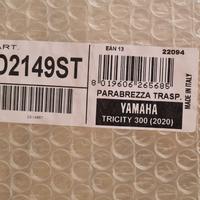 ART.
D2149ST
EAN 13
22094
8 019606 265685
PARABREZZA TRASP.
YAMAHA
TRICITY 300 (2020)
MADE IN ITALY